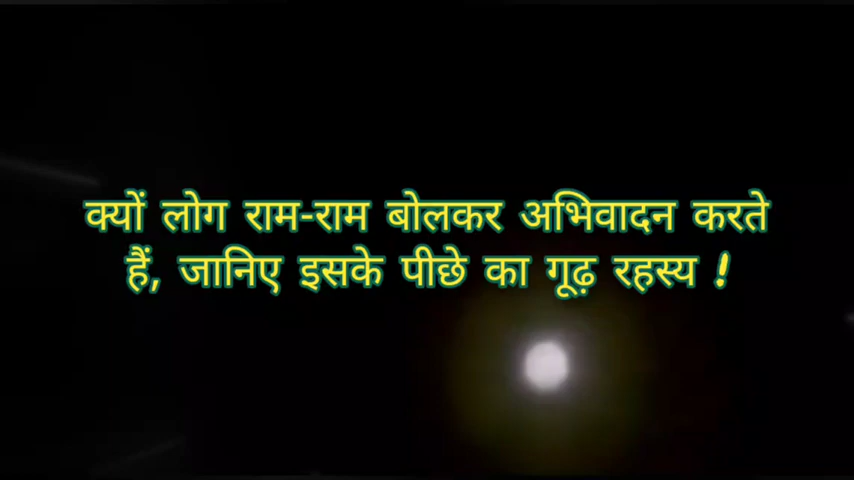 क्यों लोग राम-राम बोलकर अभिवादन करते
हैं, जानिए इसके पीछे का गूढ़ रहस्य !